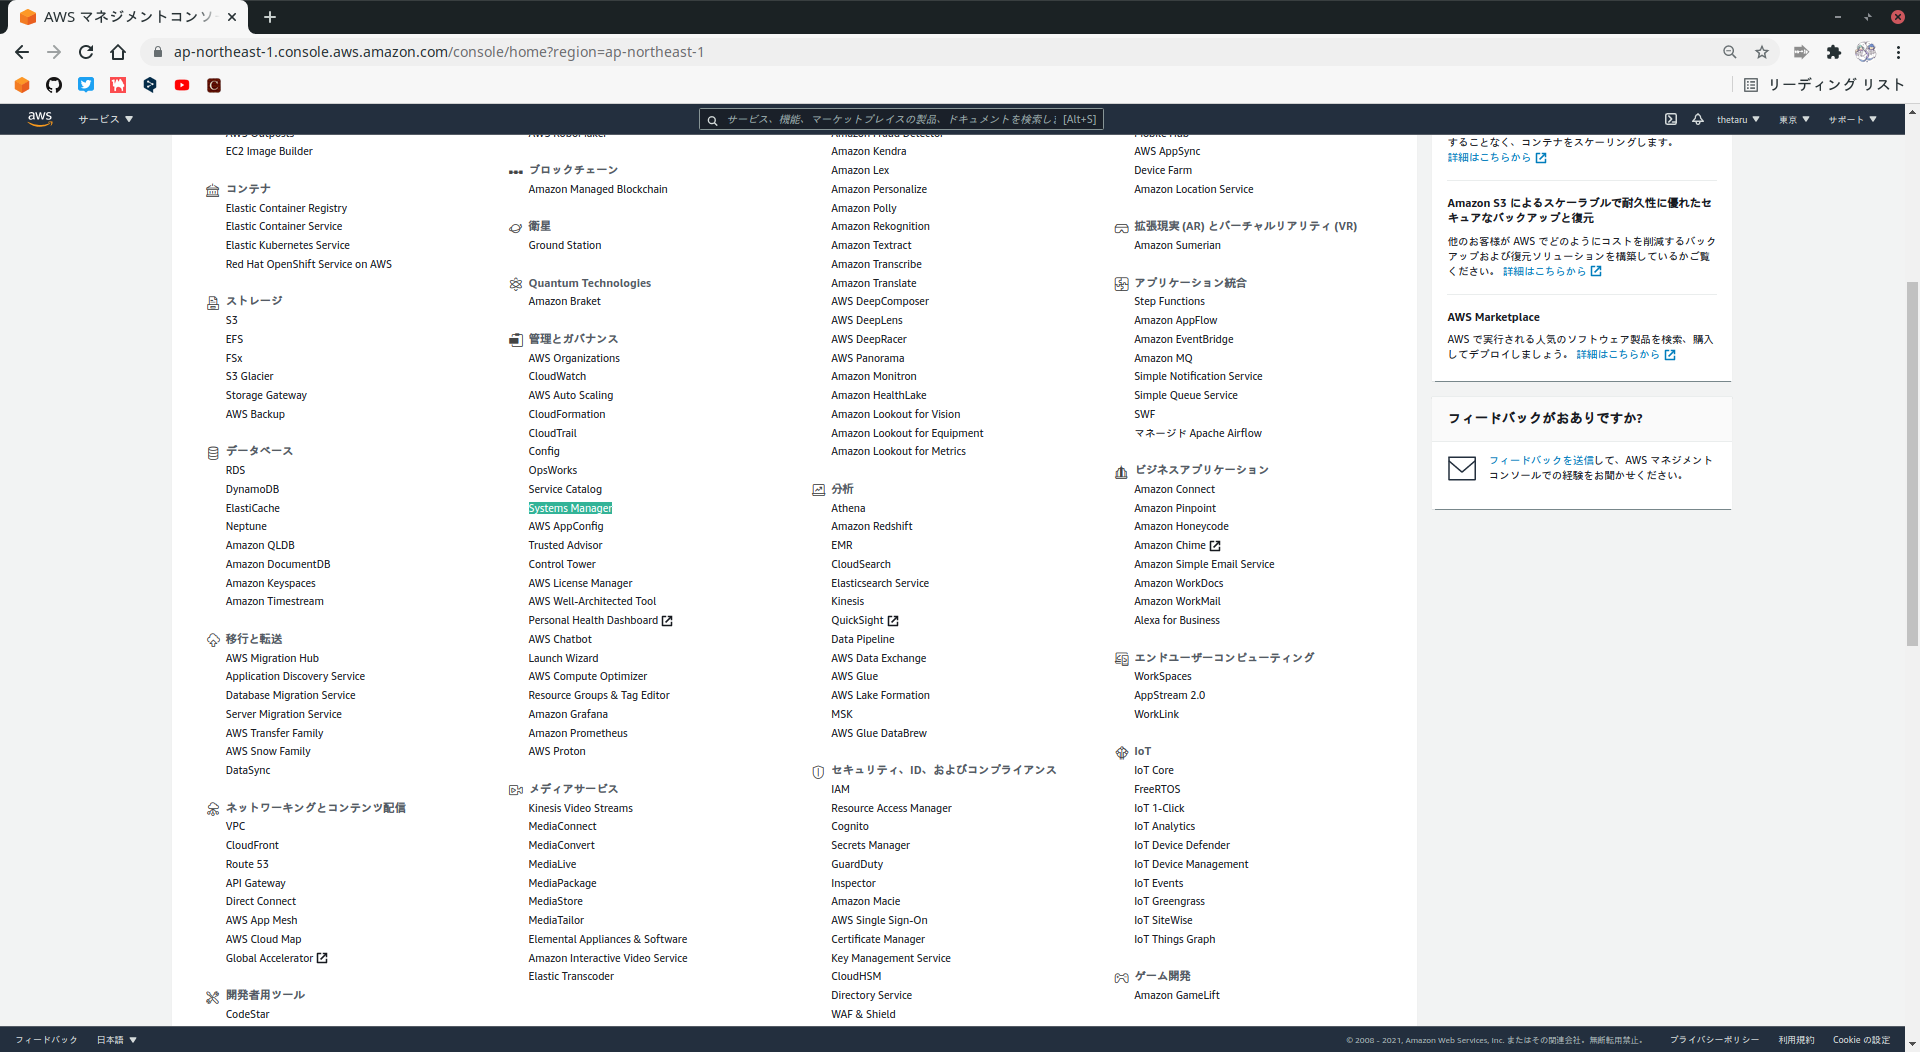 AWS マネジメントコンソ
ap-northeast-1.console.aws.amazon.com/console/home?region=ap-northeast-1
リーディング リスト
aws
サービス
サービス、機能、マーケットプレイスの製品、ドキュメントを検索しま [Alt+S]
thetaru
東京
サポート
AWS Outposts
EC2 Image Builder
コンテナ
Elastic Container Registry
Elastic Container Service
Elastic Kubernetes Service
Red Hat OpenShift Service on AWS
ストレージ
S3
EFS
FSx
S3 Glacier
Storage Gateway
AWS Backup
データベース
RDS
DynamoDB
ElastiCache
Neptune
Amazon QLDB
Amazon DocumentDB
Amazon Keyspaces
Amazon Timestream
移行と転送
AWS Migration Hub
Application Discovery Service
Database Migration Service
Server Migration Service
AWS Transfer Family
AWS Snow Family
DataSync
ネットワーキングとコンテンツ配信
VPC
CloudFront
Route 53
API Gateway
Direct Connect
AWS App Mesh
AWS Cloud Map
Global Accelerator
開発者用ツール
CodeStar
AWS RoboMaker
ブロックチェーン
Amazon Managed Blockchain
衛星
Ground Station
Quantum Technologies
Amazon Braket
管理とガバナンス
AWS Organizations
CloudWatch
AWS Auto Scaling
CloudFormation
CloudTrail
Config
OpsWorks
Service Catalog
Systems Manager
AWS AppConfig
Trusted Advisor
Control Tower
AWS License Manager
AWS Well-Architected Tool
Personal Health Dashboard
AWS Chatbot
Launch Wizard
AWS Compute Optimizer
Resource Groups & Tag Editor
Amazon Grafana
Amazon Prometheus
AWS Proton
メディアサービス
Kinesis Video Streams
MediaConnect
MediaConvert
MediaLive
MediaPackage
MediaStore
MediaTailor
Elemental Appliances & Software
Amazon Interactive Video Service
Elastic Transcoder
Amazon Fraud Detector
Amazon Kendra
Amazon Lex
Amazon Personalize
Amazon Polly
Amazon Rekognition
Amazon Textract
Amazon Transcribe
Amazon Translate
AWS DeepComposer
AWS DeepLens
AWS DeepRacer
AWS Panorama
Amazon Monitron
Amazon HealthLake
Amazon Lookout for Vision
Amazon Lookout for Equipment
Amazon Lookout for Metrics
分析
Athena
Amazon Redshift
EMR
CloudSearch
Elasticsearch Service
Kinesis
QuickSight
Data Pipeline
AWS Data Exchange
AWS Glue
AWS Lake Formation
MSK
AWS Glue DataBrew
セキュリティ、ID、およびコンプライアンス
IAM
Resource Access Manager
Cognito
Secrets Manager
GuardDuty
Inspector
Amazon Macie
AWS Single Sign-On
Certificate Manager
Key Management Service
CloudHSM
Directory Service
WAF & Shield
Mobile Hub
AWS AppSync
Device Farm
Amazon Location Service
拡張現実 (AR) とバーチャルリアリティ (VR)
Amazon Sumerian
アプリケーション統合
Step Functions
Amazon AppFlow
Amazon EventBridge
Amazon MQ
Simple Notification Service
Simple Queue Service
SWF
マネージド Apache Airflow
ビジネスアプリケーション
Amazon Connect
Amazon Pinpoint
Amazon Honeycode
Amazon Chime
Amazon Simple Email Service
Amazon WorkDocs
Amazon WorkMail
Alexa for Business
エンドユーザーコンピューティング
WorkSpaces
AppStream 2.0
WorkLink
IoT
IoT Core
FreeRTOS
IoT 1-Click
IoT Analytics
IoT Device Defender
IoT Device Management
IoT Events
IoT Greengrass
IoT SiteWise
IoT Things Graph
ゲーム開発
Amazon GameLift
することなく、コンテナをスケーリングします。
詳細はこちらから
Amazon S3 によるスケーラブルで耐久性に優れたセ
キュアなバックアップと復元
他のお客様が AWS でどのようにコストを削減するバック
アップおよび復元ソリューションを構築しているかご覧
ください。 詳細はこちらから
AWS Marketplace
AWS で実行される人気のソフトウェア製品を検索、購入
してデプロイしましょう。 詳細はこちらから
フィードバックがおありですか?
フィードバックを送信して、AWS マネジメント
コンソールでの経験をお聞かせください。
フィードバック
日本語
© 2008 - 2021, Amazon Web Services, Inc. またはその関連会社。無断転用禁止。
プライバシーポリシー
利用規約
Cookie の設定